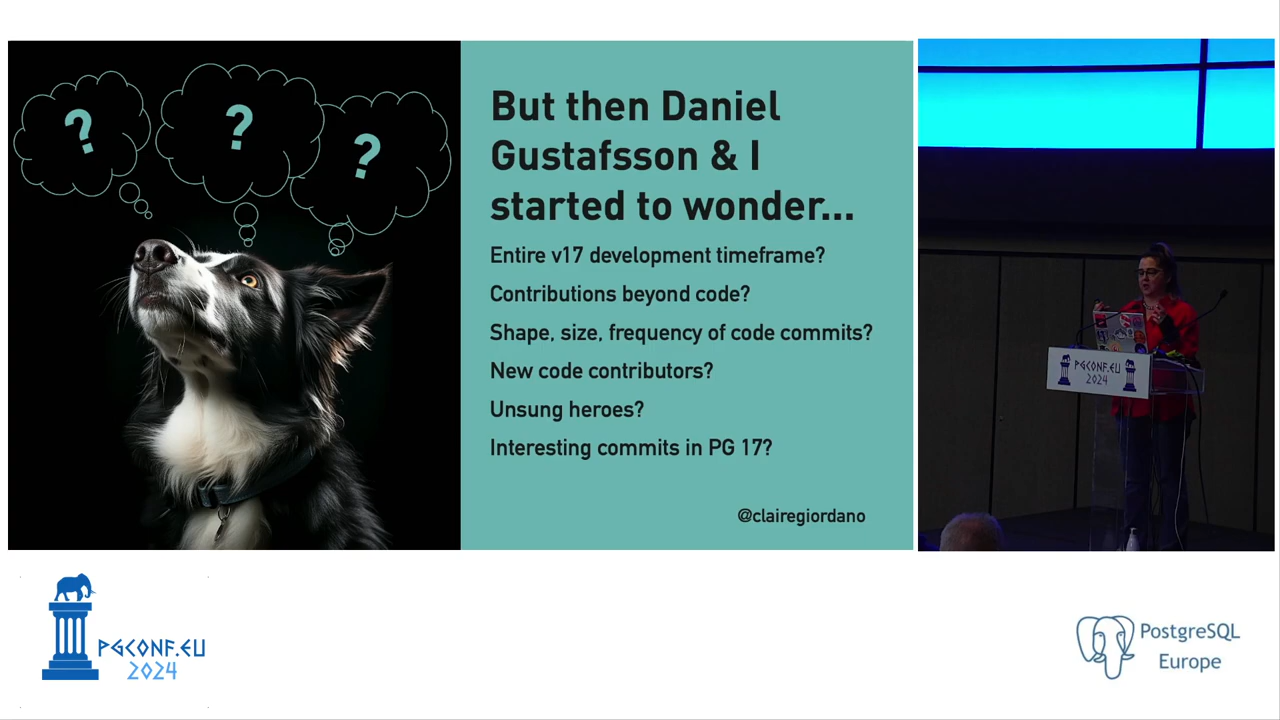 ?
?
?
But then Daniel
Gustafsson & I
started to wonder...
Entire v17 development timeframe?
Contributions beyond code?
Shape, size, frequency of code commits?
New code contributors?
Unsung heroes?
Interesting commits in PG 17?
@clairegiordano
PGCONF.EU
2024
PGCONF.EU
2024
PostgreSQL
Europe